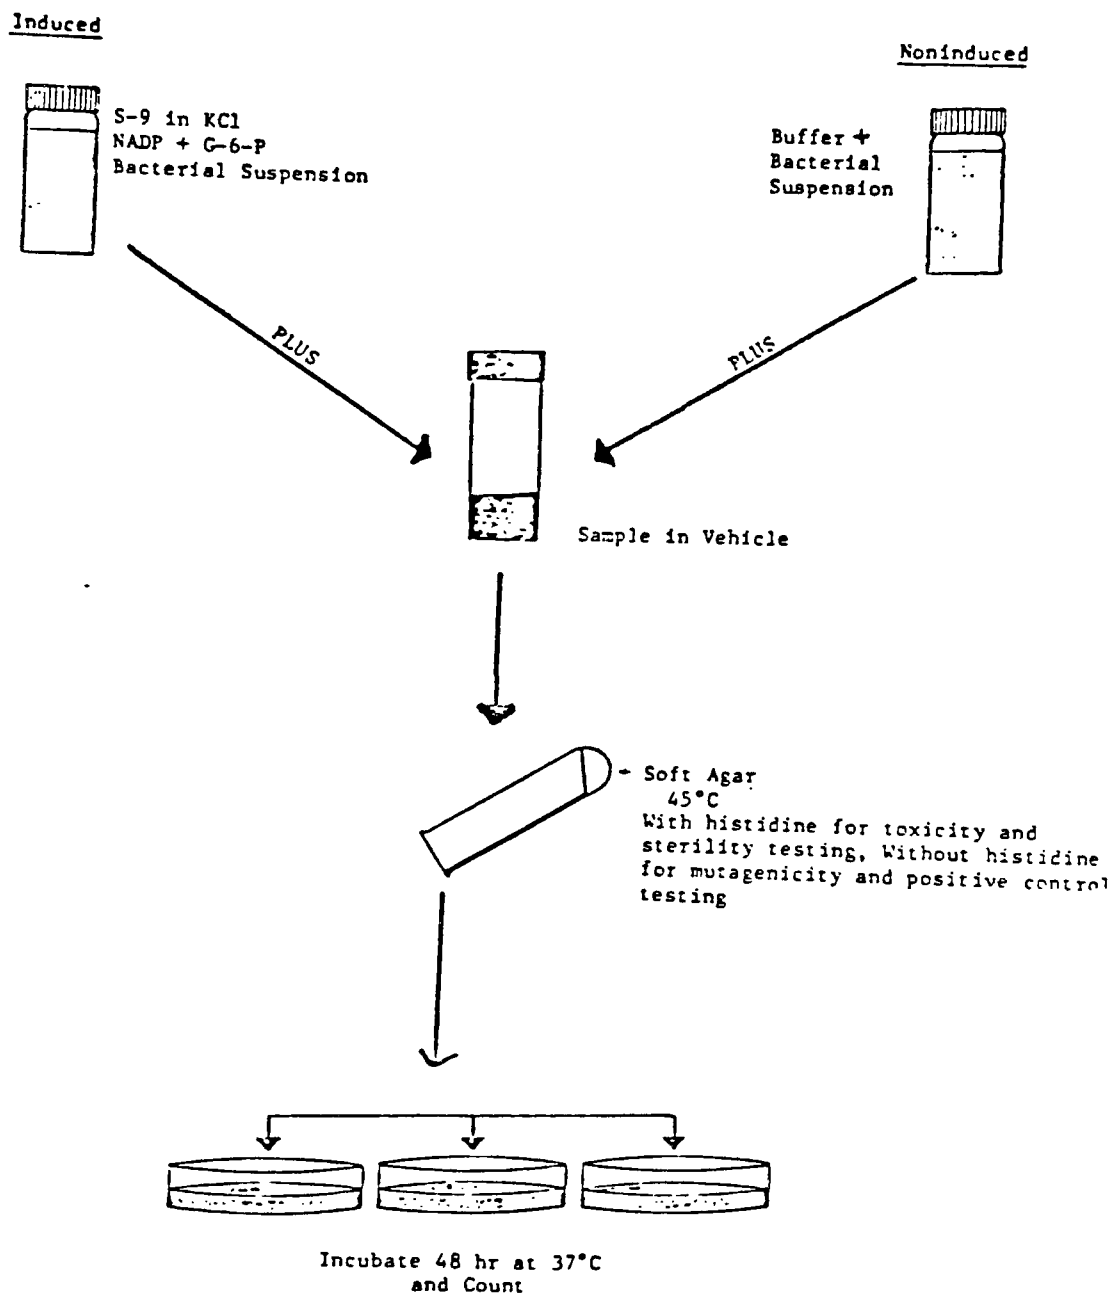 Induced
S-9 in KCl
NADP + G-6-P
Bacterial Suspension
Noninduced
Buffer +
Bacterial
Suspension
PLUS
PLUS
Sample in Vehicle
Soft Agar
45°C
With histidine for toxicity and
sterility testing, Without histidine
for mutagenicity and positive control
testing
Incubate 48 hr at 37°C
and Count